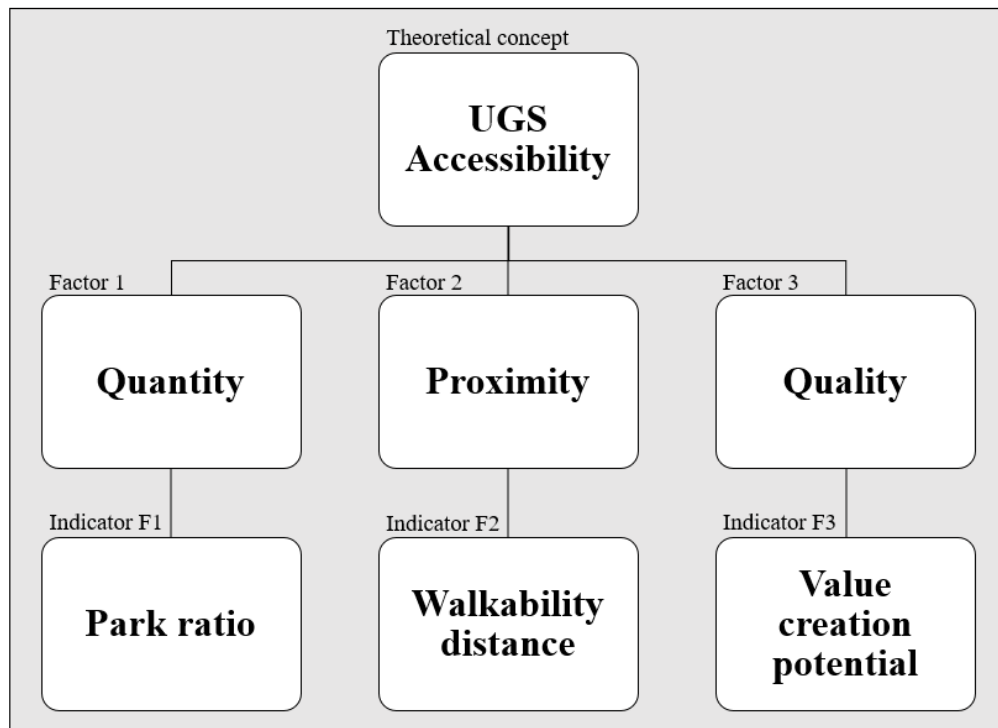 Theoretical concept
UGS
Accessibility
Factor 1
Factor 2
Factor 3
Quantity
Proximity
Quality
Indicator F1
Indicator F2
Indicator F3
Park ratio
Walkability
distance
Value
creation
potential